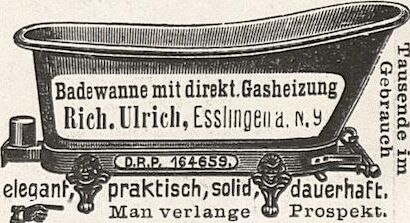 Badewanne mit direkt. Gasheizung
Rich. Ulrich, Esslingen a. N. 9
D.R.P. 164659.
elegant, praktisch, solid, dauerhaft.
Man verlange Prospekt.
Tausende im
Gebrauch